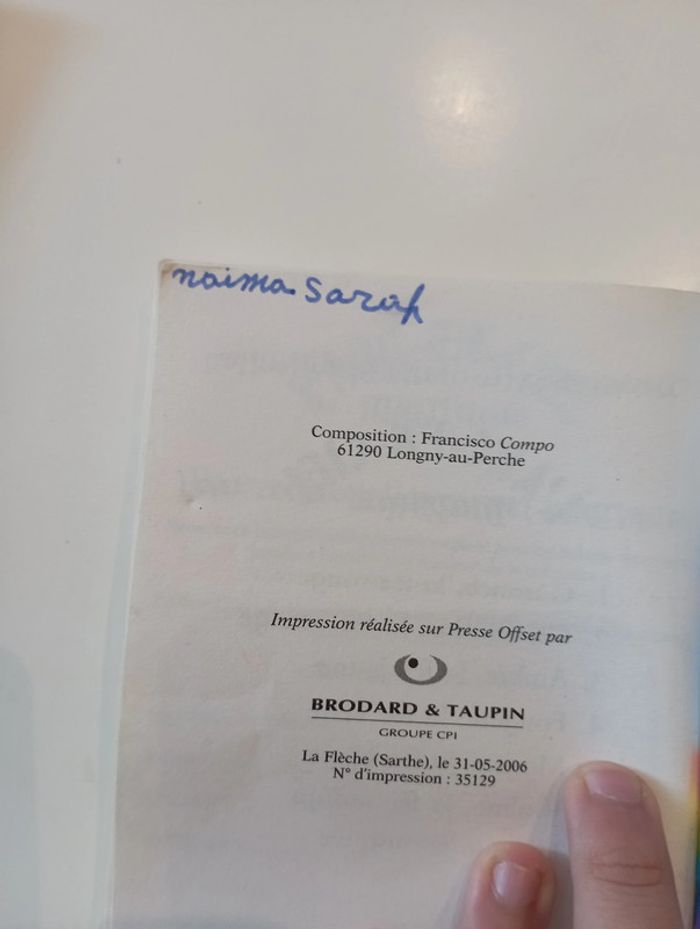 naima Sarah
Composition : Francisco Compo
61290 Longny-au-Perche
Impression réalisée sur Presse Offset par
BRODARD & TAUPIN
GROUPE CPI
La Flèche (Sarthe), le 31-05-2006
N° d'impression : 35129